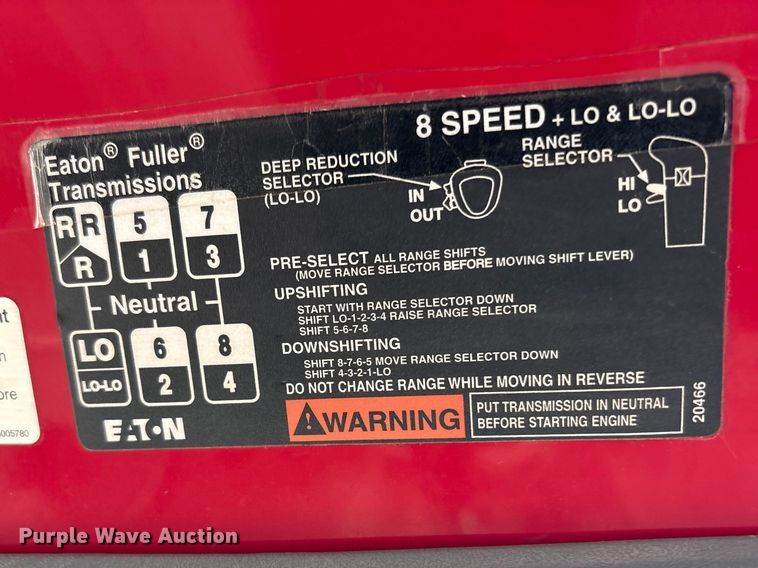 8 SPEED + LO & LO-LO
Eaton® Fuller®
Transmissions
DEEP REDUCTION
SELECTOR
(LO-LO)
IN
OUT
RANGE
SELECTOR
HI
LO
R R 5 7
R 1 3
Neutral
LO 6 8
LO-LO 2 4
EATON
PRE-SELECT ALL RANGE SHIFTS
(MOVE RANGE SELECTOR BEFORE MOVING SHIFT LEVER)
UPSHIFTING
START WITH RANGE SELECTOR DOWN
SHIFT LO-1-2-3-4 RAISE RANGE SELECTOR
SHIFT 5-6-7-8
DOWNSHIFTING
SHIFT 8-7-6-5 MOVE RANGE SELECTOR DOWN
SHIFT 4-3-2-1-LO
DO NOT CHANGE RANGE WHILE MOVING IN REVERSE
WARNING
PUT TRANSMISSION IN NEUTRAL
BEFORE STARTING ENGINE
20466
005780
Purple Wave Auction